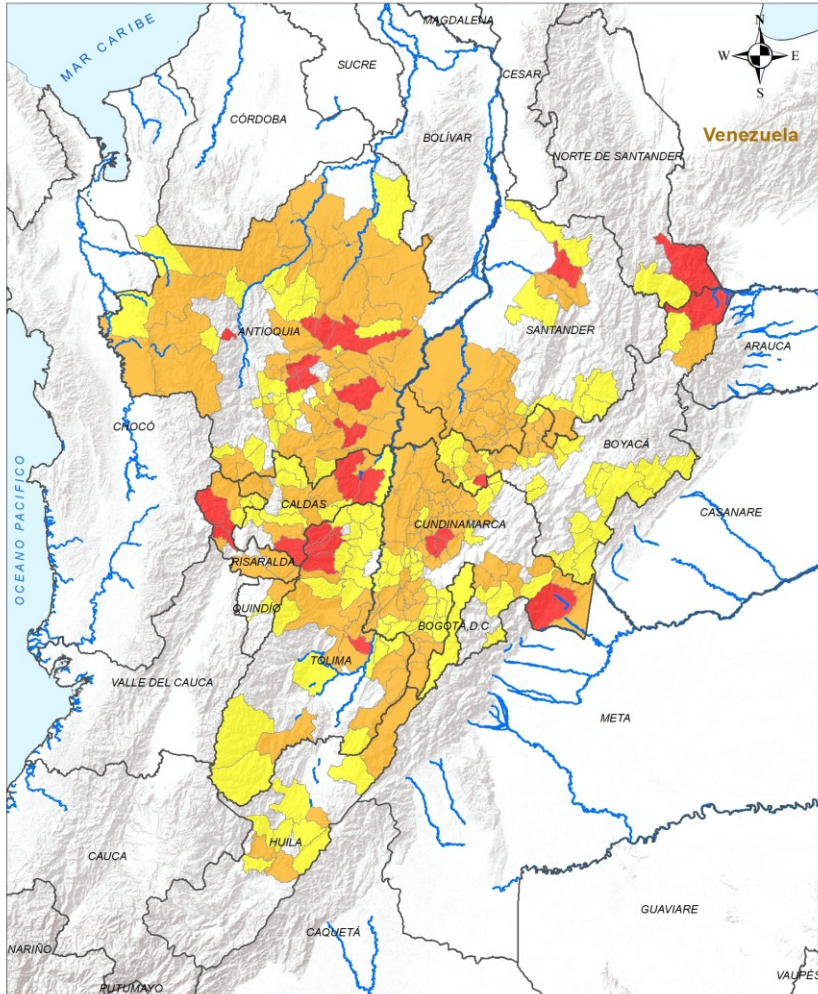 MAGDALENA
MAR CARIBE
N
W E
S
SUCRE
CESAR
CÓRDOBA
BOLÍVAR
Venezuela
NORTE DE SANTANDER
ANTIOQUIA
SANTANDER
ARAUCA
CHOCÓ
BOYACÁ
OCEANO PACIFICO
CALDAS
CASANARE
CUNDINAMARCA
RISARALDA
QUINDÍO
BOGOTÁ,D.C
TOLIMA
VALLE DEL CAUCA
META
HUILA
CAUCA
GUAVIARE
CAQUETÁ
NARIÑO
VAUPÉS
PUTUMAYO